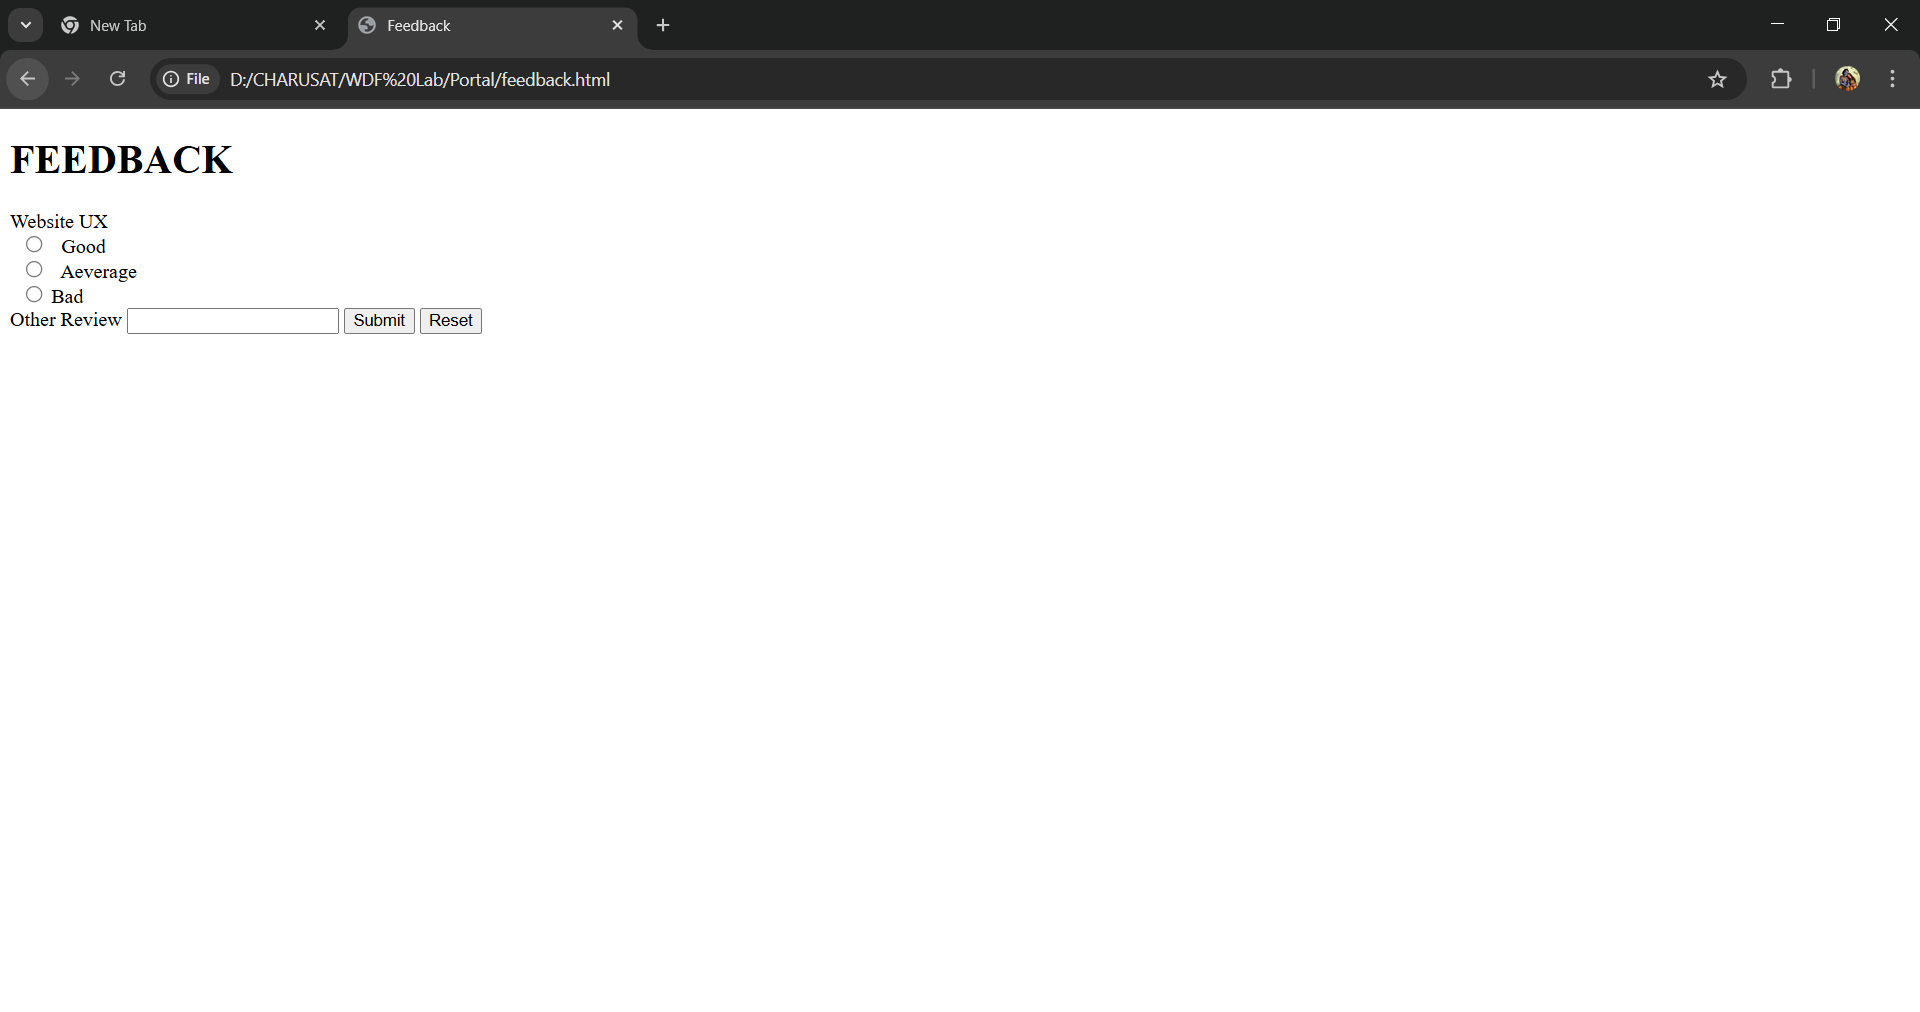 New Tab
Feedback
File D:/CHARUSAT/WDF%20Lab/Portal/feedback.html
FEEDBACK
Website UX
Good
Aeverage
Bad
Other Review Submit Reset